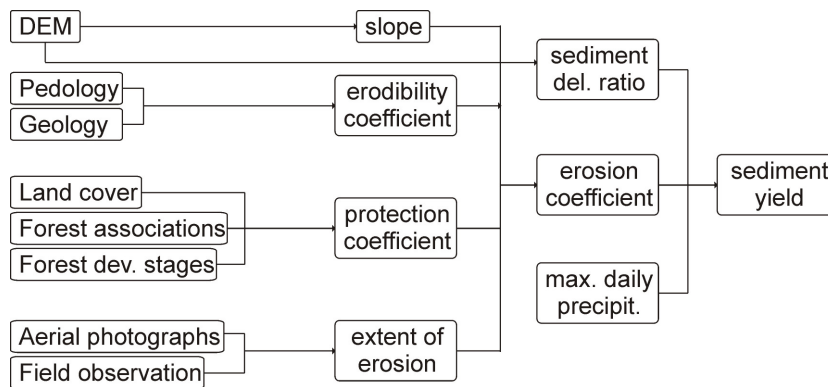 DEM
slope
sediment
del. ratio
Pedology
Geology
erodibility
coefficient
Land cover
Forest associations
Forest dev. stages
protection
coefficient
erosion
coefficient
sediment
yield
max. daily
precipit.
Aerial photographs
Field observation
extent of
erosion